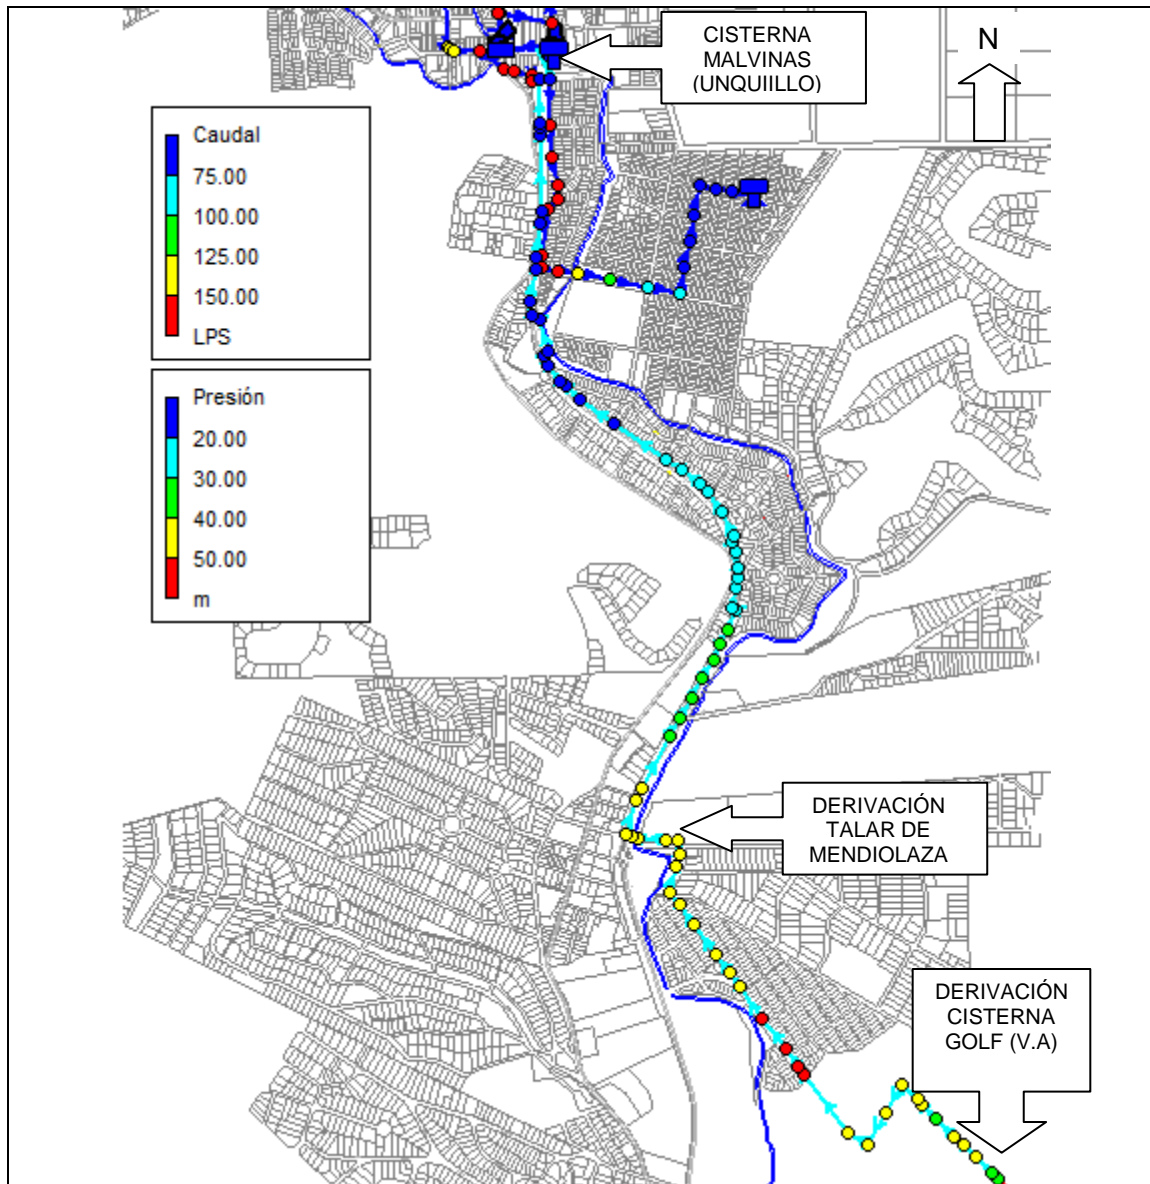 CISTERNA
MALVINAS
(UNQUIILLO)
N
Caudal
75.00
100.00
125.00
150.00
LPS
Presión
20.00
30.00
40.00
50.00
m
DERIVACIÓN
TALAR DE
MENDIOLAZA
DERIVACIÓN
CISTERNA
GOLF (V.A)